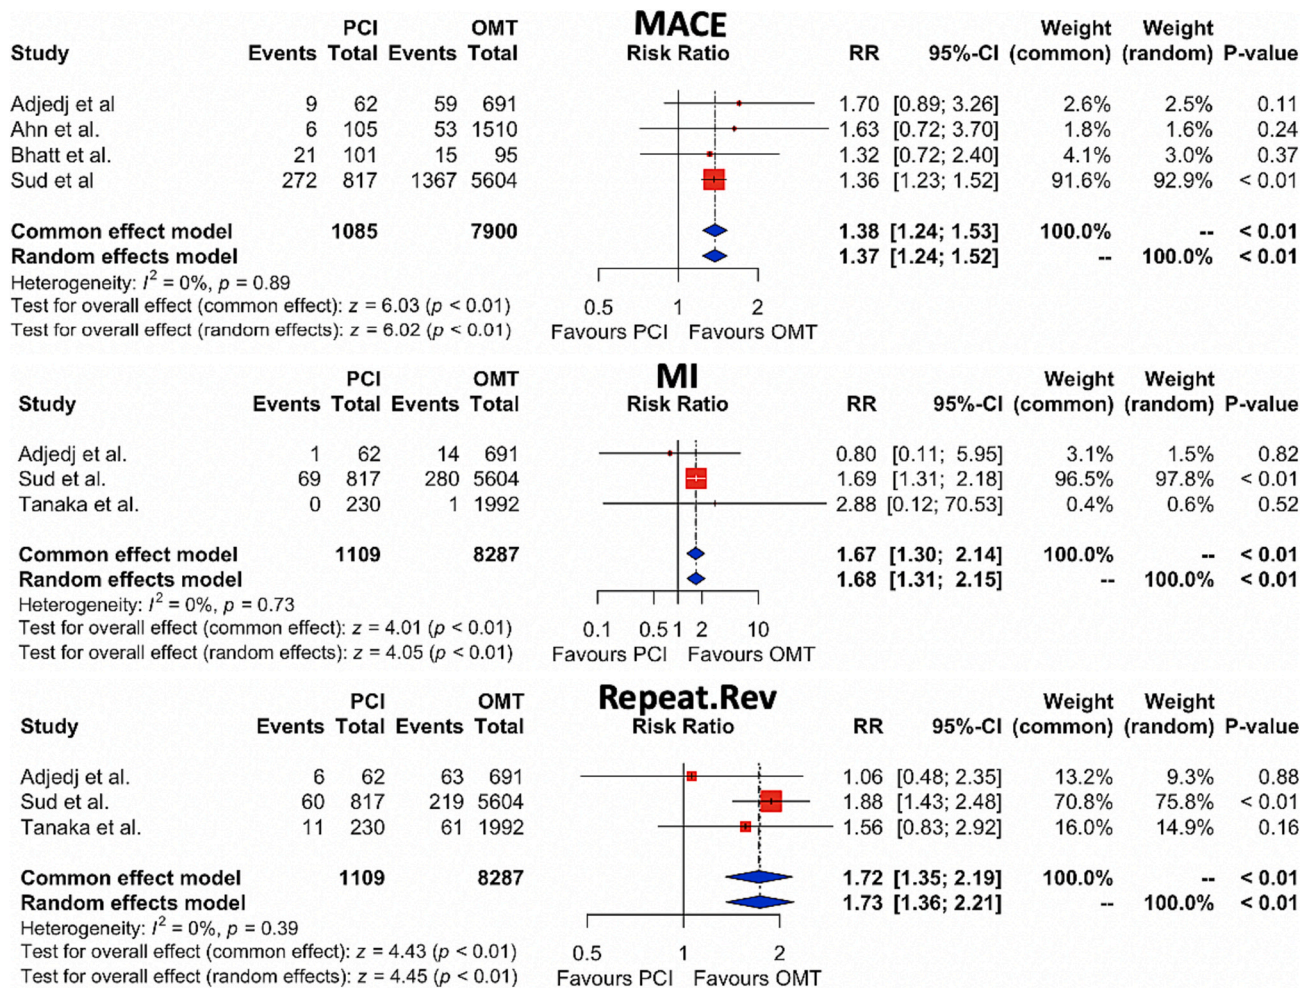 MACE
PCI OMT Weight Weight
Study Events Total Events Total Risk Ratio RR 95%-CI (common) (random) P-value
Adjedj et al 9 62 59 691 1.70 [0.89; 3.26] 2.6% 2.5% 0.11
Ahn et al. 6 105 53 1510 1.63 [0.72; 3.70] 1.8% 1.6% 0.24
Bhatt et al. 21 101 15 95 1.32 [0.72; 2.40] 4.1% 3.0% 0.37
Sud et al 272 817 1367 5604 1.36 [1.23; 1.52] 91.6% 92.9% < 0.01
Common effect model 1085 7900 1.38 [1.24; 1.53] 100.0% -- < 0.01
Random effects model 1.37 [1.24; 1.52] -- 100.0% < 0.01
Heterogeneity: I² = 0%, p = 0.89
Test for overall effect (common effect): z = 6.03 (p < 0.01)
Test for overall effect (random effects): z = 6.02 (p < 0.01)
0.5 1 2
Favours PCI Favours OMT
MI
PCI OMT Weight Weight
Study Events Total Events Total Risk Ratio RR 95%-CI (common) (random) P-value
Adjedj et al. 1 62 14 691 0.80 [0.11; 5.95] 3.1% 1.5% 0.82
Sud et al. 69 817 280 5604 1.69 [1.31; 2.18] 96.5% 97.8% < 0.01
Tanaka et al. 0 230 1 1992 2.88 [0.12; 70.53] 0.4% 0.6% 0.52
Common effect model 1109 8287 1.67 [1.30; 2.14] 100.0% -- < 0.01
Random effects model 1.68 [1.31; 2.15] -- 100.0% < 0.01
Heterogeneity: I² = 0%, p = 0.73
Test for overall effect (common effect): z = 4.01 (p < 0.01)
Test for overall effect (random effects): z = 4.05 (p < 0.01)
0.1 0.5 1 2 10
Favours PCI Favours OMT
Repeat.Rev
PCI OMT Weight Weight
Study Events Total Events Total Risk Ratio RR 95%-CI (common) (random) P-value
Adjedj et al. 6 62 63 691 1.06 [0.48; 2.35] 13.2% 9.3% 0.88
Sud et al. 60 817 219 5604 1.88 [1.43; 2.48] 70.8% 75.8% < 0.01
Tanaka et al. 11 230 61 1992 1.56 [0.83; 2.92] 16.0% 14.9% 0.16
Common effect model 1109 8287 1.72 [1.35; 2.19] 100.0% -- < 0.01
Random effects model 1.73 [1.36; 2.21] -- 100.0% < 0.01
Heterogeneity: I² = 0%, p = 0.39
Test for overall effect (common effect): z = 4.43 (p < 0.01)
Test for overall effect (random effects): z = 4.45 (p < 0.01)
0.5 1 2
Favours PCI Favours OMT